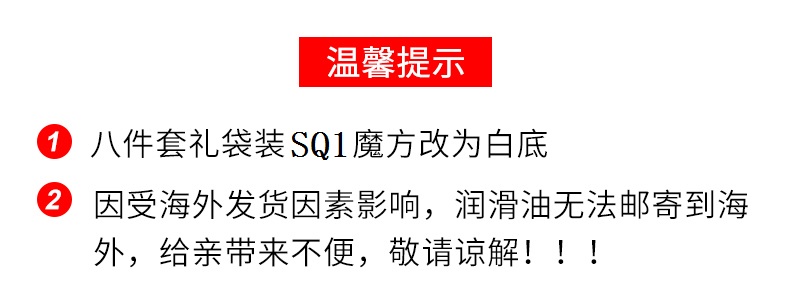 温馨提示
1 八件套礼袋装SQ1魔方改为白底
2 因受海外发货因素影响，润滑油无法邮寄到海
外，给亲带来不便，敬请谅解！！！